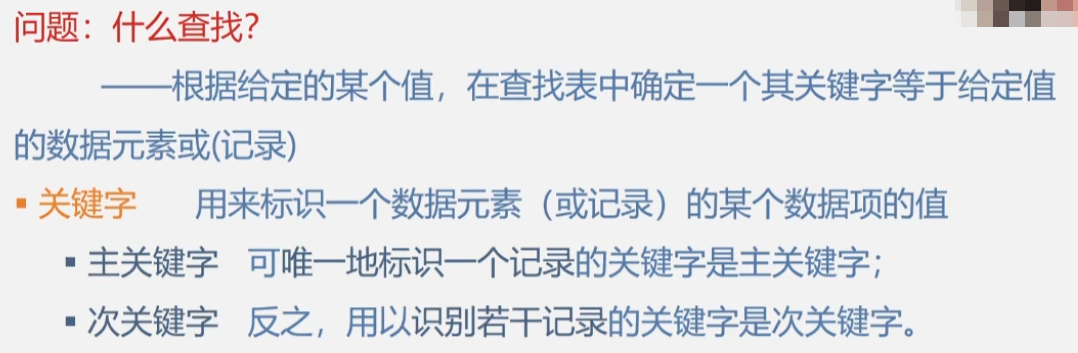 问题：什么查找？
——根据给定的某个值，在查找表中确定一个其关键字等于给定值
的数据元素或(记录)
▪ 关键字 用来标识一个数据元素（或记录）的某个数据项的值
▪ 主关键字 可唯一地标识一个记录的关键字是主关键字；
▪ 次关键字 反之，用以识别若干记录的关键字是次关键字。